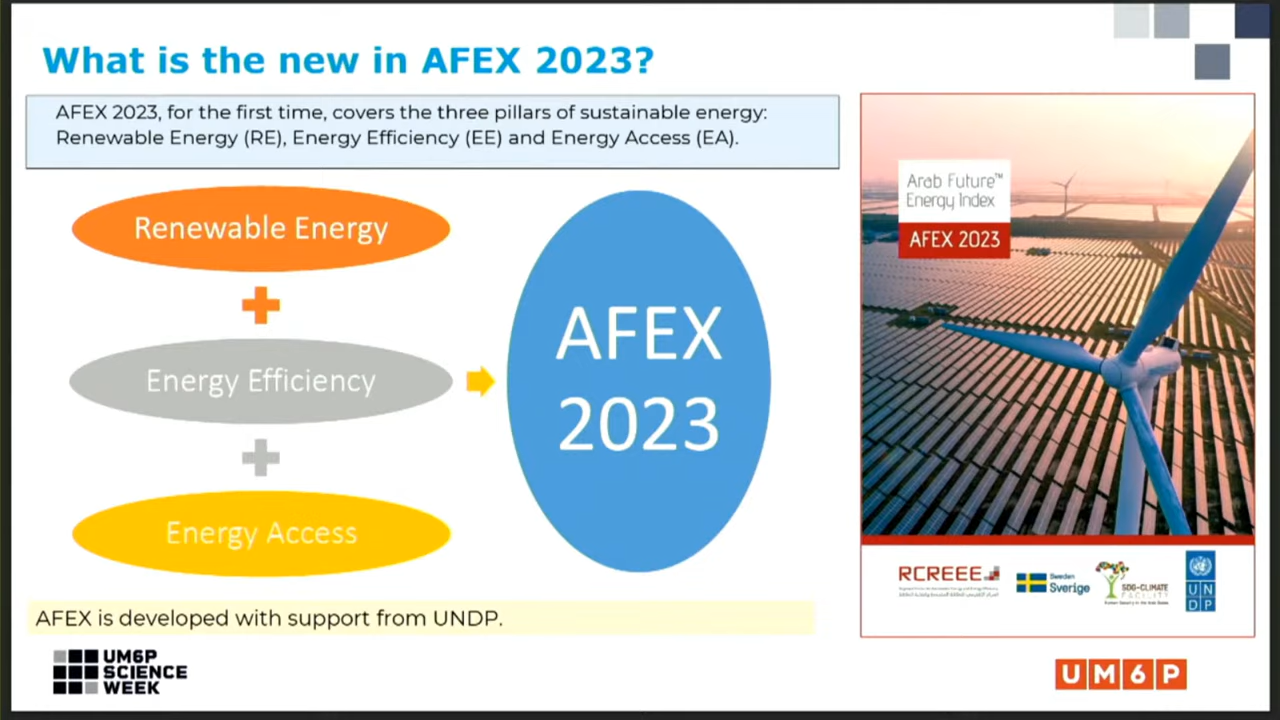 What is the new in AFEX 2023?
AFEX 2023, for the first time, covers the three pillars of sustainable energy:
Renewable Energy (RE), Energy Efficiency (EE) and Energy Access (EA).
Renewable Energy
Energy Efficiency
Energy Access
AFEX
2023
AFEX is developed with support from UNDP.
Arab Future™
Energy Index
AFEX 2023
RCREEE
Sweden
Sverige
SDG-CLIMATE
FACILITY
UN
DP
UM6P
SCIENCE
WEEK
UM6P